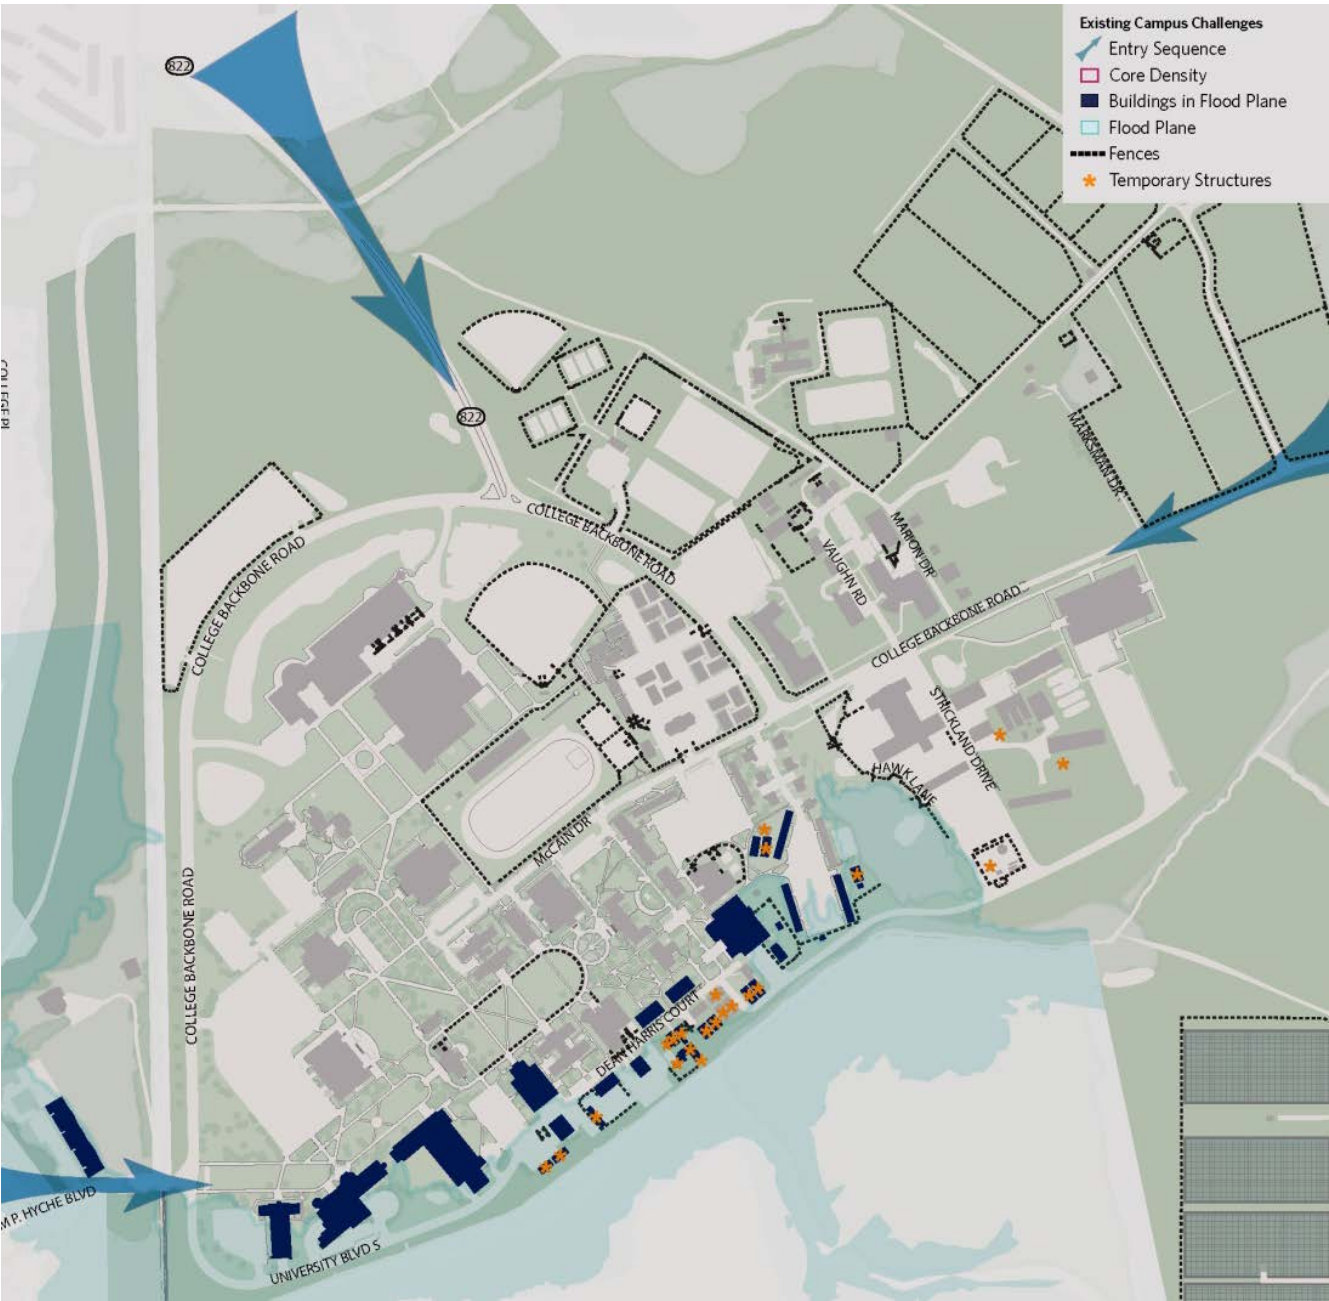 Existing Campus Challenges
Entry Sequence
Core Density
Buildings in Flood Plane
Flood Plane
Fences
Temporary Structures
822
822
MARKSMAN DR
COLLEGE BACKBONE ROAD
COLLEGE BACKBONE ROAD
MARION DR
VAUGHN RD
COLLEGE BACKBONE ROAD
STRICKLAND DRIVE
HAWK LANE
McCAIN DR
COLLEGE BACKBONE ROAD
DEAN HARRIS COURT
M P. HYCHE BLVD
UNIVERSITY BLVD S